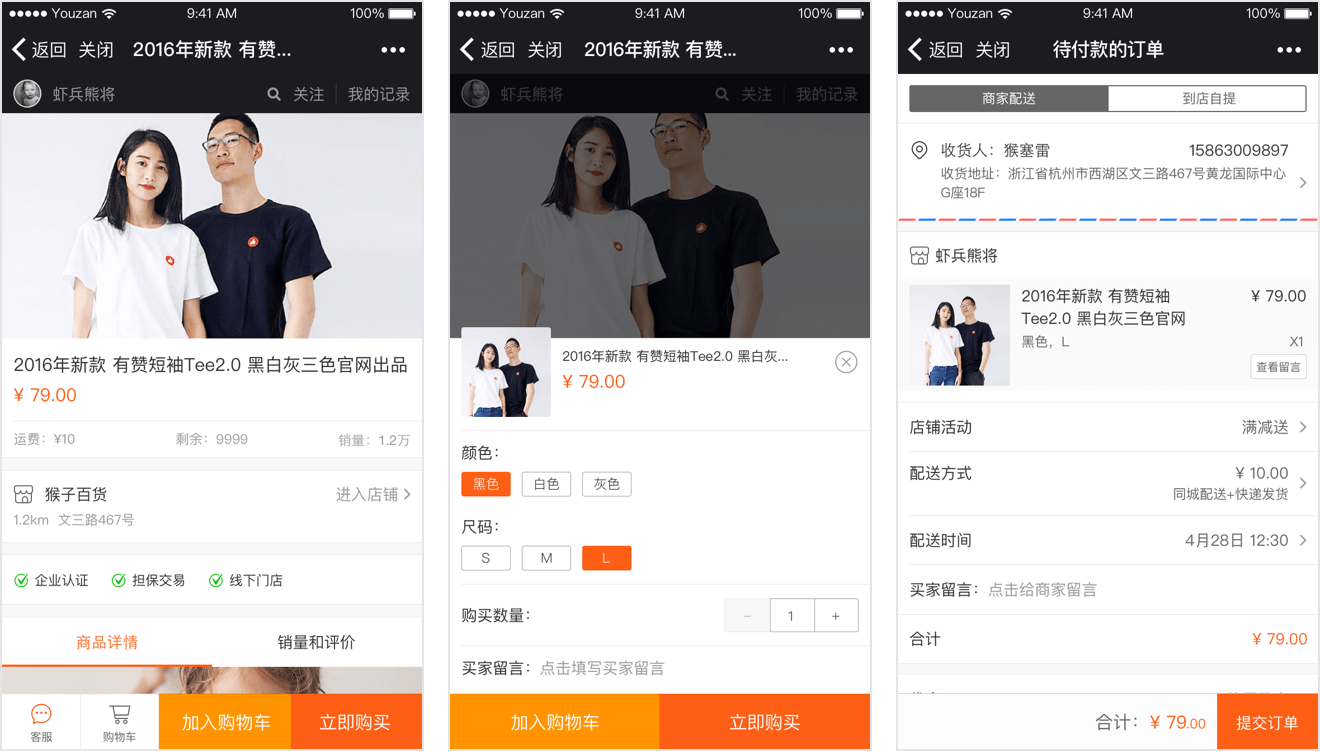 Youzan
9:41 AM
100%
返回 关闭 2016年新款 有赞...
虾兵熊将
关注
我的记录
2016年新款 有赞短袖Tee2.0 黑白灰三色官网出品
¥ 79.00
运费：¥10
剩余：9999
销量：1.2万
猴子百货
进入店铺
1.2km 文三路467号
企业认证
担保交易
线下门店
商品详情
销量和评价
客服
购物车
加入购物车
立即购买
Youzan
9:41 AM
100%
返回 关闭 2016年新款 有赞...
虾兵熊将
关注
我的记录
2016年新款 有赞短袖Tee2.0 黑白灰...
¥ 79.00
颜色：
黑色
白色
灰色
尺码：
S
M
L
购买数量：
−
1
+
买家留言：点击填写买家留言
加入购物车
立即购买
Youzan
9:41 AM
100%
返回 关闭 待付款的订单
商家配送
到店自提
收货人：猴塞雷
15863009897
收货地址：浙江省杭州市西湖区文三路467号黄龙国际中心
G座18F
虾兵熊将
2016年新款 有赞短袖
¥ 79.00
Tee2.0 黑白灰三色官网
黑色，L
X1
查看留言
店铺活动
满减送
配送方式
¥ 10.00
同城配送+快递发货
配送时间
4月28日 12:30
买家留言：点击给商家留言
合计
¥ 79.00
合计：¥ 79.00
提交订单